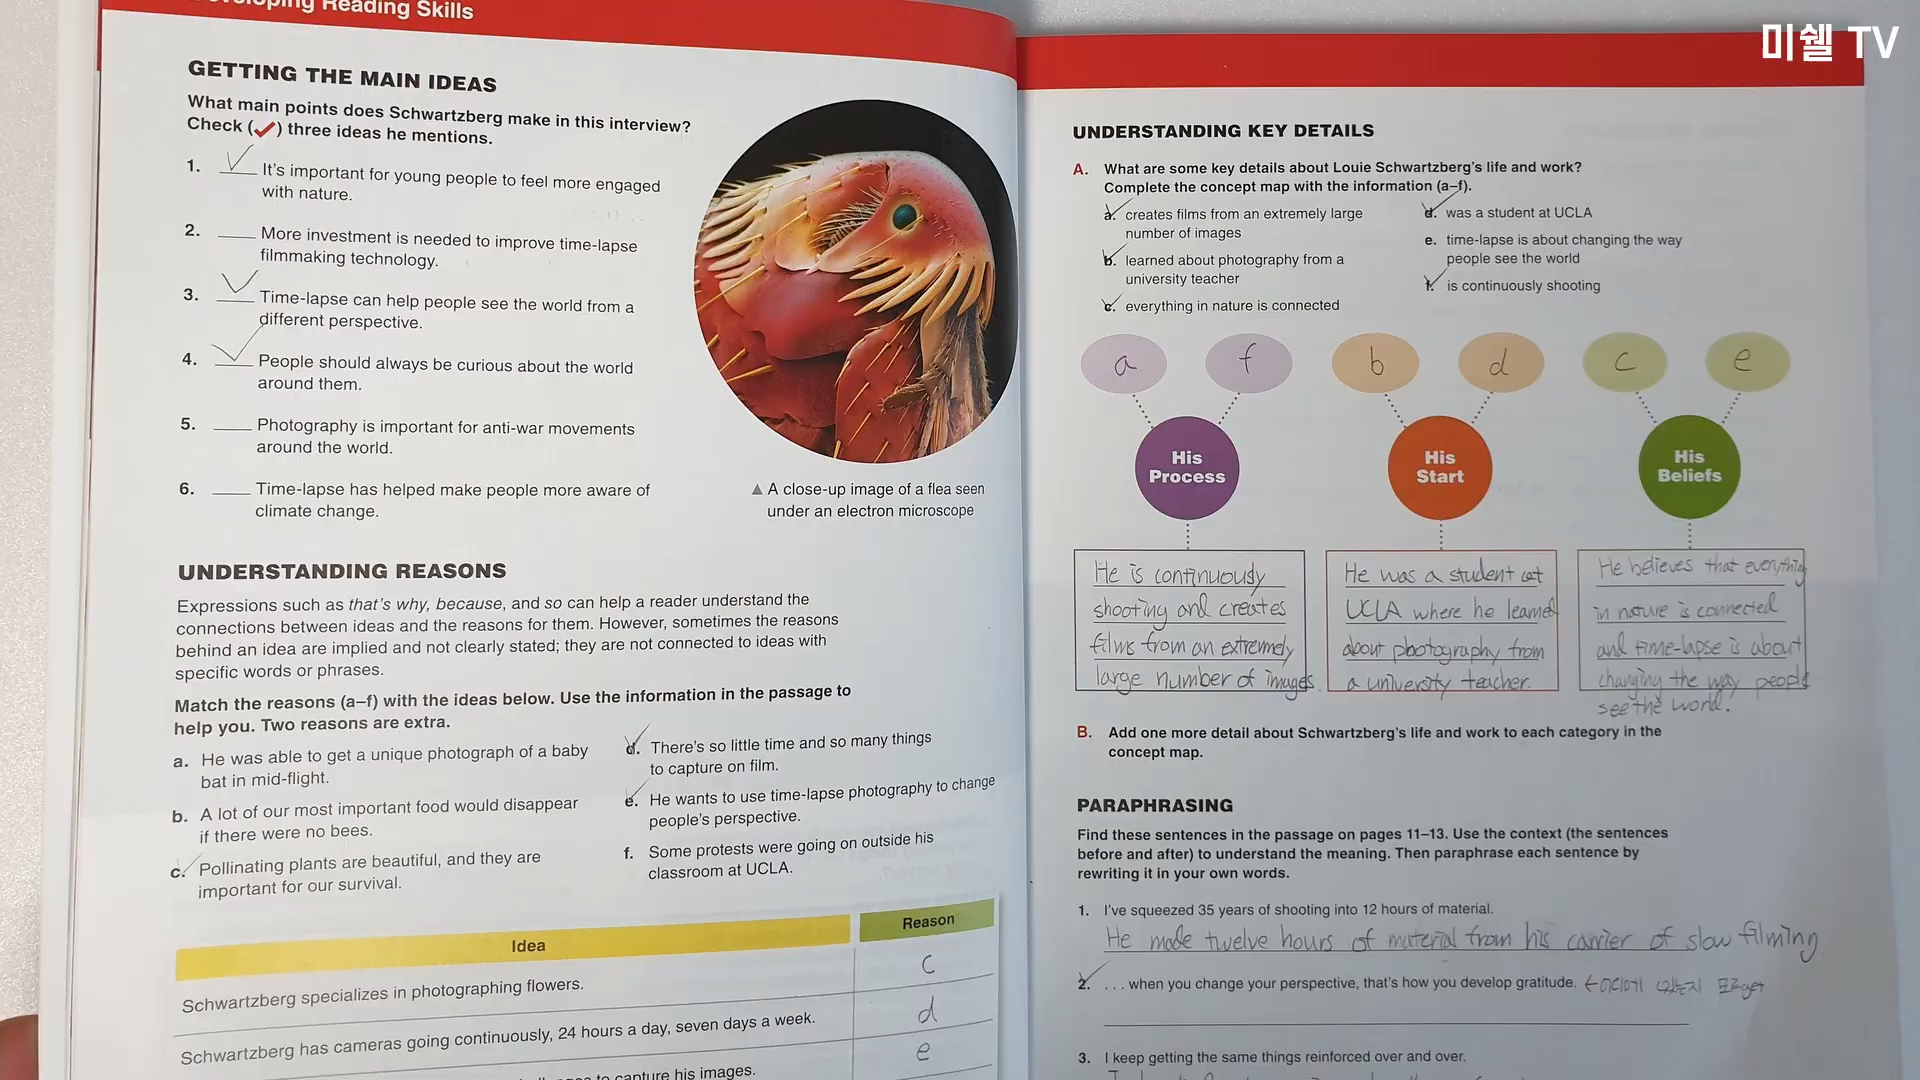 Reading Skills
GETTING THE MAIN IDEAS
What main points does Schwartzberg make in this interview?
Check (✓) three ideas he mentions.
1. ✓ It's important for young people to feel more engaged
with nature.
2. More investment is needed to improve time-lapse
filmmaking technology.
3. ✓ Time-lapse can help people see the world from a
different perspective.
4. ✓ People should always be curious about the world
around them.
5. Photography is important for anti-war movements
around the world.
6. Time-lapse has helped make people more aware of
climate change.
▲ A close-up image of a flea seen
under an electron microscope
UNDERSTANDING REASONS
Expressions such as that's why, because, and so can help a reader understand the
connections between ideas and the reasons for them. However, sometimes the reasons
behind an idea are implied and not clearly stated; they are not connected to ideas with
specific words or phrases.
Match the reasons (a–f) with the ideas below. Use the information in the passage to
help you. Two reasons are extra.
a. He was able to get a unique photograph of a baby
bat in mid-flight.
b. A lot of our most important food would disappear
if there were no bees.
c. Pollinating plants are beautiful, and they are
important for our survival.
d. There's so little time and so many things
to capture on film.
e. He wants to use time-lapse photography to change
people's perspective.
f. Some protests were going on outside his
classroom at UCLA.
Idea Reason
Schwartzberg specializes in photographing flowers. c
Schwartzberg has cameras going continuously, 24 hours a day, seven days a week. d
to capture his images. e
미쉘 TV
UNDERSTANDING KEY DETAILS
A. What are some key details about Louie Schwartzberg's life and work?
Complete the concept map with the information (a–f).
a. creates films from an extremely large
number of images
b. learned about photography from a
university teacher
c. everything in nature is connected
d. was a student at UCLA
e. time-lapse is about changing the way
people see the world
f. is continuously shooting
a f b d c e
His
Process
His
Start
His
Beliefs
He is continuously
shooting and creates
films from an extremely
large number of images.
He was a student at
UCLA where he learned
about photography from
a university teacher.
He believes that everything
in nature is connected
and time-lapse is about
changing the way people
see the world.
B. Add one more detail about Schwartzberg's life and work to each category in the
concept map.
PARAPHRASING
Find these sentences in the passage on pages 11–13. Use the context (the sentences
before and after) to understand the meaning. Then paraphrase each sentence by
rewriting it in your own words.
1. I've squeezed 35 years of shooting into 12 hours of material.
He made twelve hours of material from his carrier of slow filming
2. ... when you change your perspective, that's how you develop gratitude.
3. I keep getting the same things reinforced over and over.